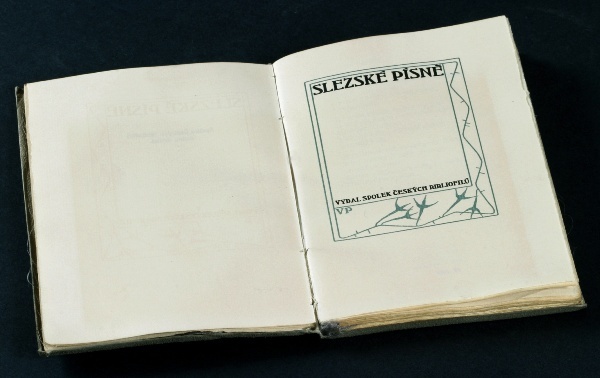 SLEZSKÉ PÍSNĚ
VYDAL SPOLEK ČESKÝCH BIBLIOFILŮ
VP